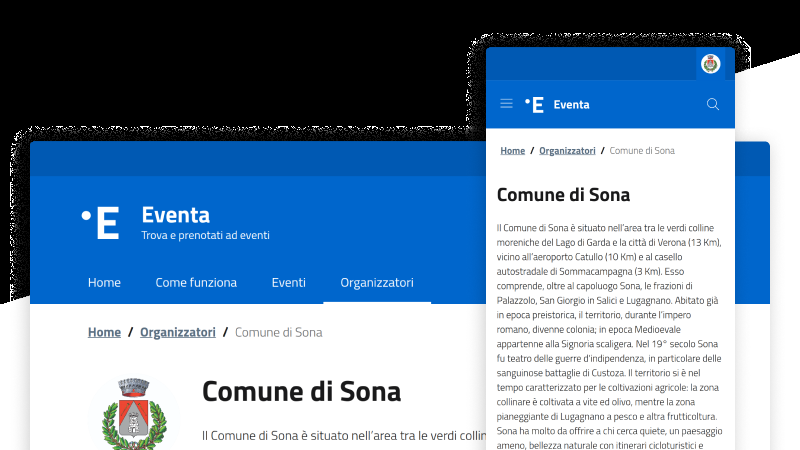 E Eventa
Trova e prenotati ad eventi
Home Come funziona Eventi Organizzatori
Home / Organizzatori / Comune di Sona
Comune di Sona
Il Comune di Sona è situato nell'area tra le verdi collin
E Eventa
Home / Organizzatori / Comune di Sona
Comune di Sona
Il Comune di Sona è situato nell'area tra le verdi colline
moreniche del Lago di Garda e la città di Verona (13 Km),
vicino all'aeroporto Catullo (10 Km) e al casello
autostradale di Sommacampagna (3 Km). Esso
comprende, oltre al capoluogo Sona, le frazioni di
Palazzolo, San Giorgio in Salici e Lugagnano. Abitato già
in epoca preistorica, il territorio, durante l'impero
romano, divenne colonia; in epoca Medioevale
appartenne alla Signoria scaligera. Nel 19° secolo Sona
fu teatro delle guerre d'indipendenza, in particolare delle
sanguinose battaglie di Custoza. Il territorio si è nel
tempo caratterizzato per le coltivazioni agricole: la zona
collinare è coltivata a vite ed olivo, mentre la zona
pianeggiante di Lugagnano a pesco e altra frutticoltura.
Sona ha molto da offrire a chi cerca quiete, un paesaggio
ameno, bellezza naturale con itinerari cicloturistici e